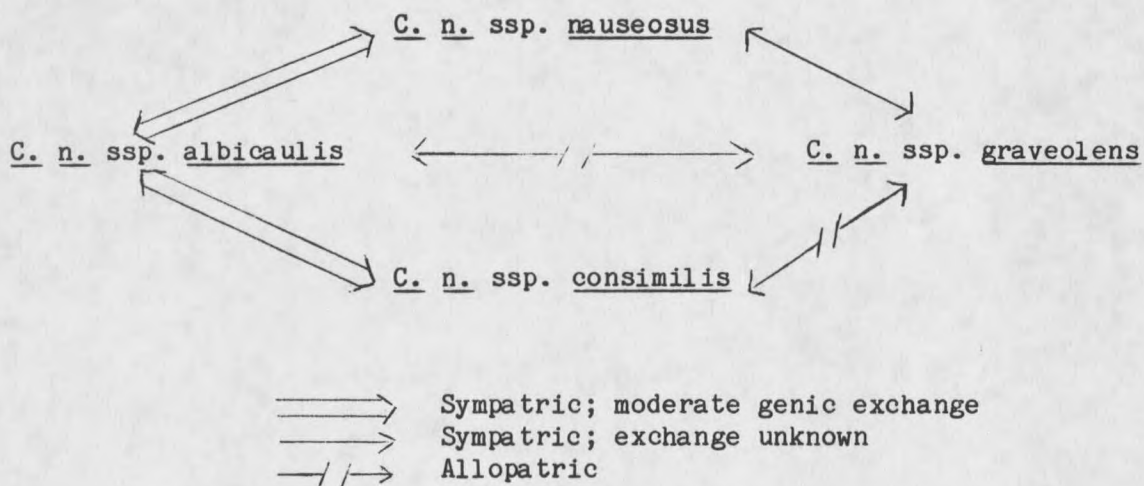 C. n. ssp. nauseosus
C. n. ssp. albicaulis
C. n. ssp. graveolens
C. n. ssp. consimilis
Sympatric; moderate genic exchange
Sympatric; exchange unknown
Allopatric